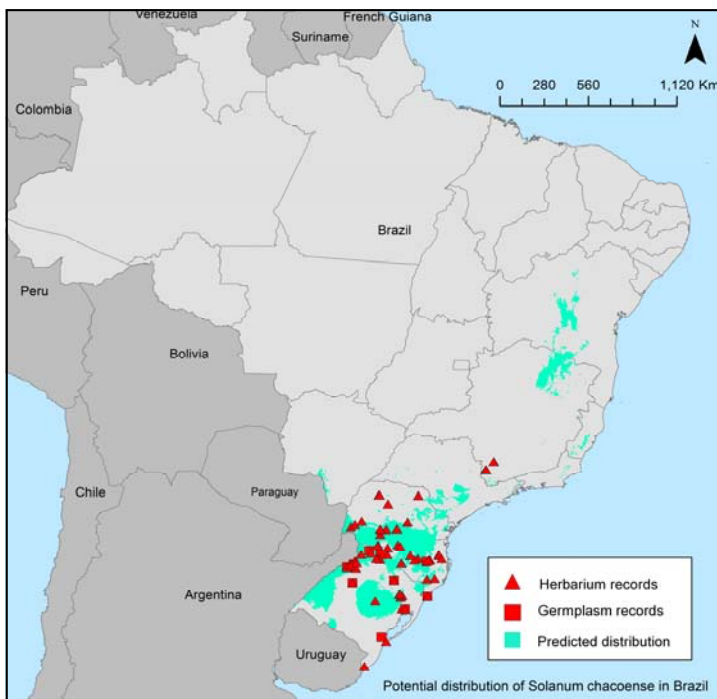 Venezuela
French Guiana
Suriname
N
Colombia
0 280 560 1,120 Km
Brazil
Peru
Bolivia
Chile
Paraguay
Argentina
Uruguay
Herbarium records
Germplasm records
Predicted distribution
Potential distribution of Solanum chacoense in Brazil